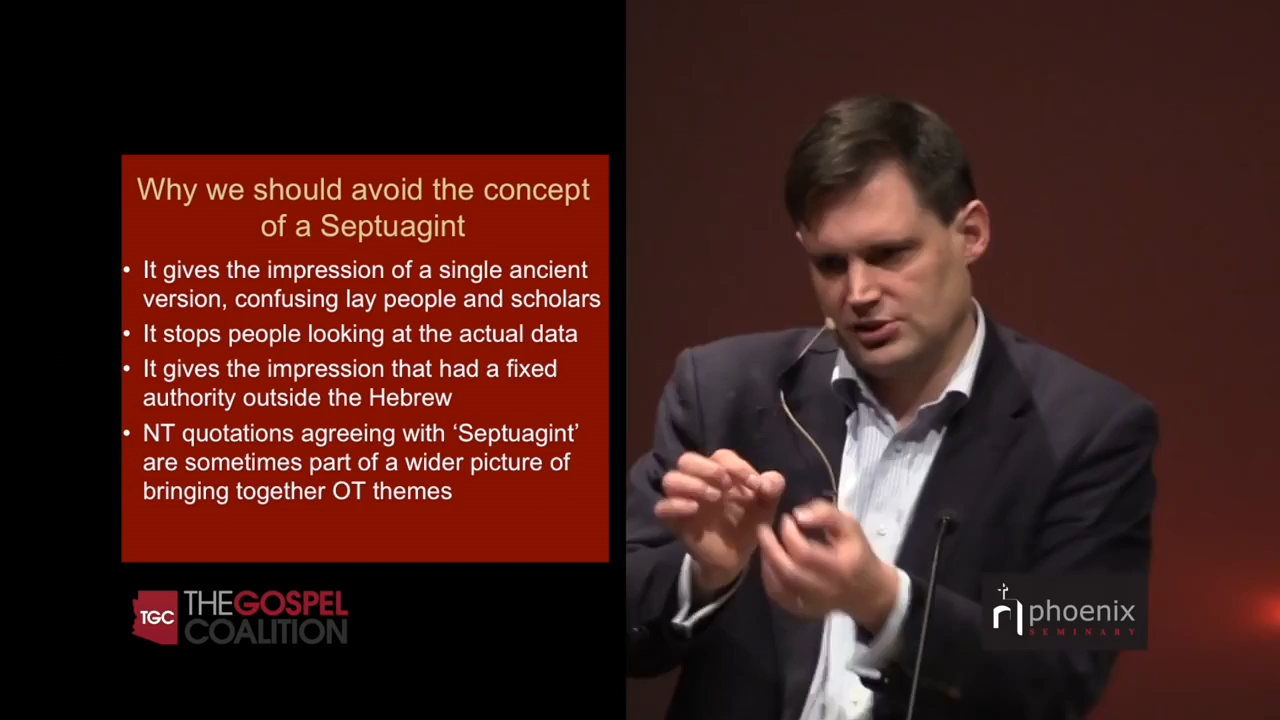 Why we should avoid the concept
of a Septuagint
• It gives the impression of a single ancient
version, confusing lay people and scholars
• It stops people looking at the actual data
• It gives the impression that had a fixed
authority outside the Hebrew
• NT quotations agreeing with ‘Septuagint’
are sometimes part of a wider picture of
bringing together OT themes
TGC
THE GOSPEL
COALITION
phoenix
SEMINARY